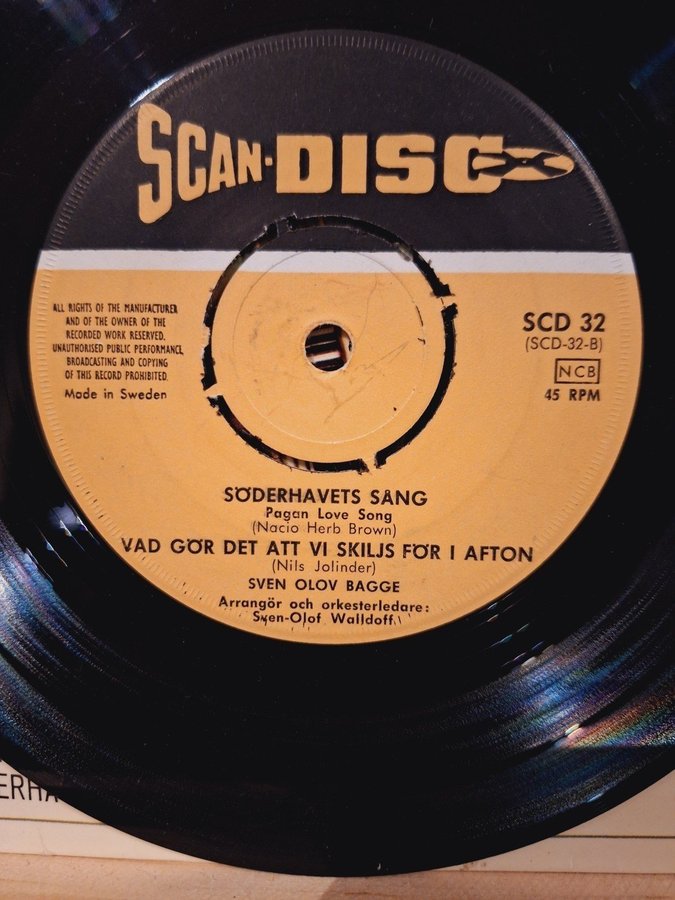 SCAN-DISC
ALL RIGHTS OF THE MANUFACTURER
AND OF THE OWNER OF THE
RECORDED WORK RESERVED.
UNAUTHORISED PUBLIC PERFORMANCE,
BROADCASTING AND COPYING
OF THIS RECORD PROHIBITED.
Made in Sweden
SCD 32
(SCD-32-B)
NCB
45 RPM
SÖDERHAVETS SÅNG
Pagan Love Song
(Nacio Herb Brown)
VAD GÖR DET ATT VI SKILJS FÖR I AFTON
(Nils Jolinder)
SVEN OLOV BAGGE
Arrangör och orkesterledare:
Sven-Olof Walldoff
ERHA